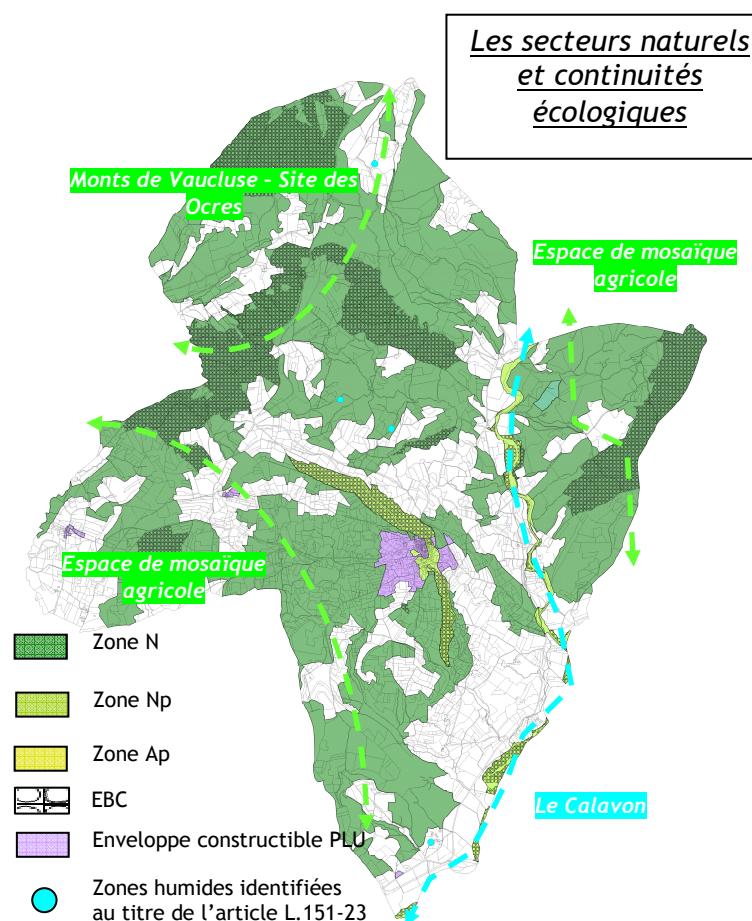 Les secteurs naturels
et continuités
écologiques
Monts de Vaucluse – Site des
Ocres
Espace de mosaïque
agricole
Espace de mosaïque
agricole
Zone N
Zone Np
Zone Ap
EBC
Enveloppe constructible PLU
Le Calavon
Zones humides identifiées
au titre de l'article L.151-23